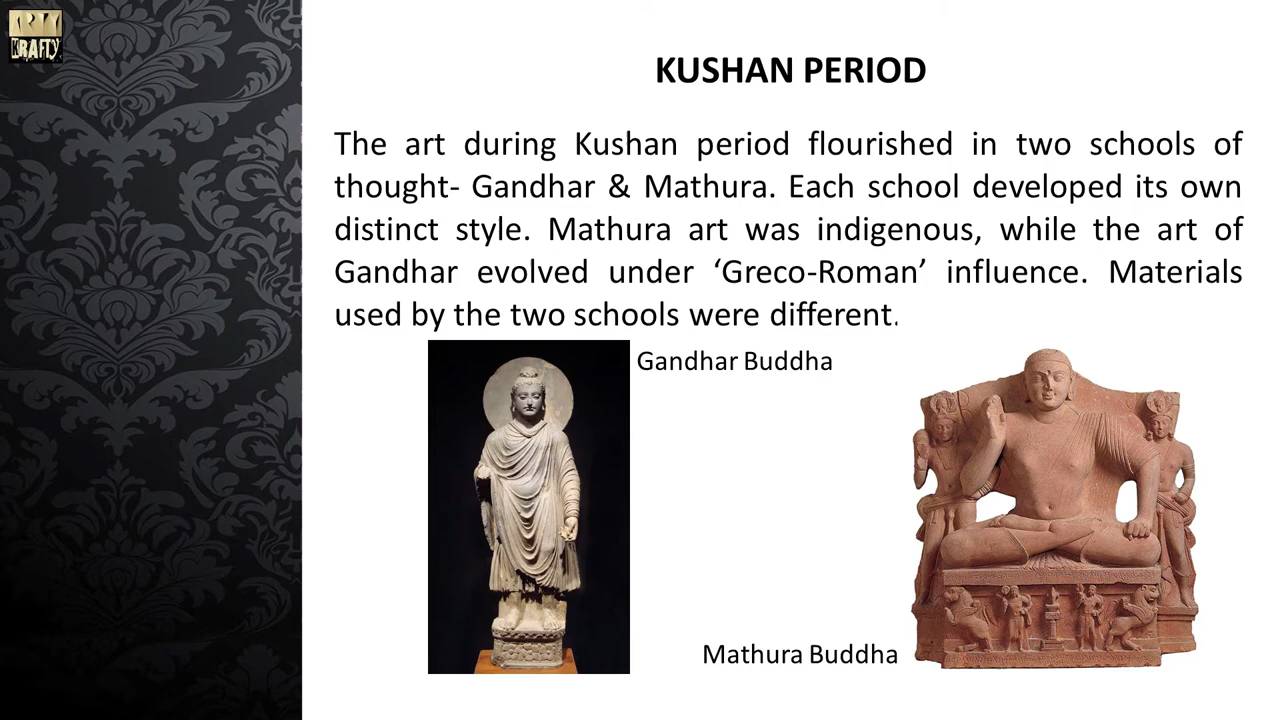 ARTY
KRAFTY
KUSHAN PERIOD
The art during Kushan period flourished in two schools of
thought- Gandhar & Mathura. Each school developed its own
distinct style. Mathura art was indigenous, while the art of
Gandhar evolved under ‘Greco-Roman’ influence. Materials
used by the two schools were different.
Gandhar Buddha
Mathura Buddha